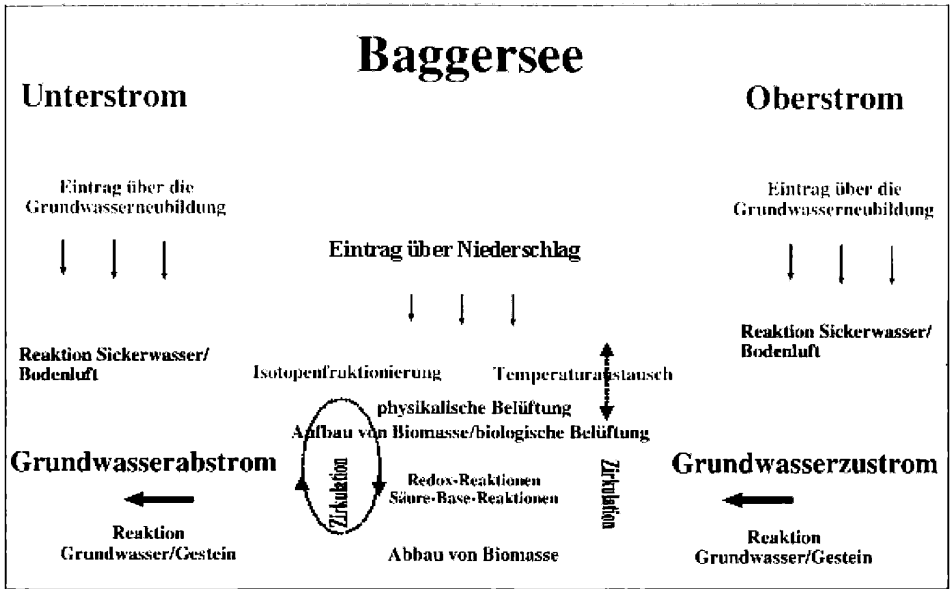 Baggersee
Unterstrom
Oberstrom
Eintrag über die
Grundwasserneubildung
Eintrag über die
Grundwasserneubildung
Eintrag über Niederschlag
Reaktion Sickerwasser/
Bodenluft
Reaktion Sickerwasser/
Bodenluft
Isotopenfraktionierung
Temperaturaustausch
physikalische Belüftung
Aufbau von Biomasse/biologische Belüftung
Grundwasserabstrom
Zirkulation
Redox-Reaktionen
Säure-Base-Reaktionen
Zirkulation
Grundwasserzustrom
Reaktion
Grundwasser/Gestein
Abbau von Biomasse
Reaktion
Grundwasser/Gestein